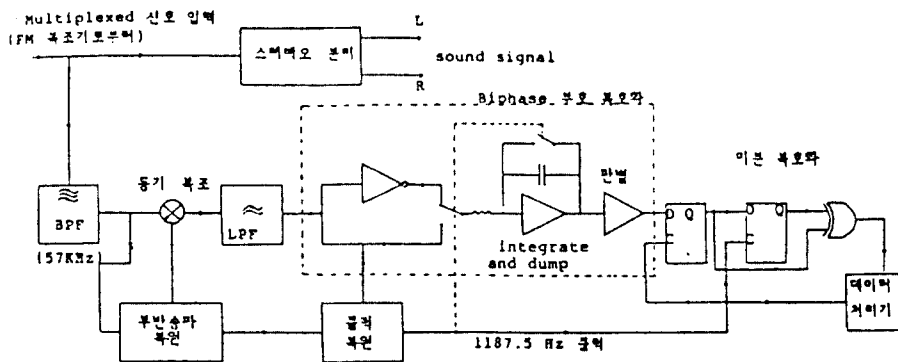 Multiplexed 신호 입력
(FM 복조기로부터)
스테레오 분리
L
R
sound signal
Biphase 부호 복호화
동기 복조
BPF
(57KHz
LPF
integrate
and dump
판별
미분 복호화
D Q
D Q
부반송파
복원
클럭
복원
1187.5 Hz 클럭
데이터
처리기